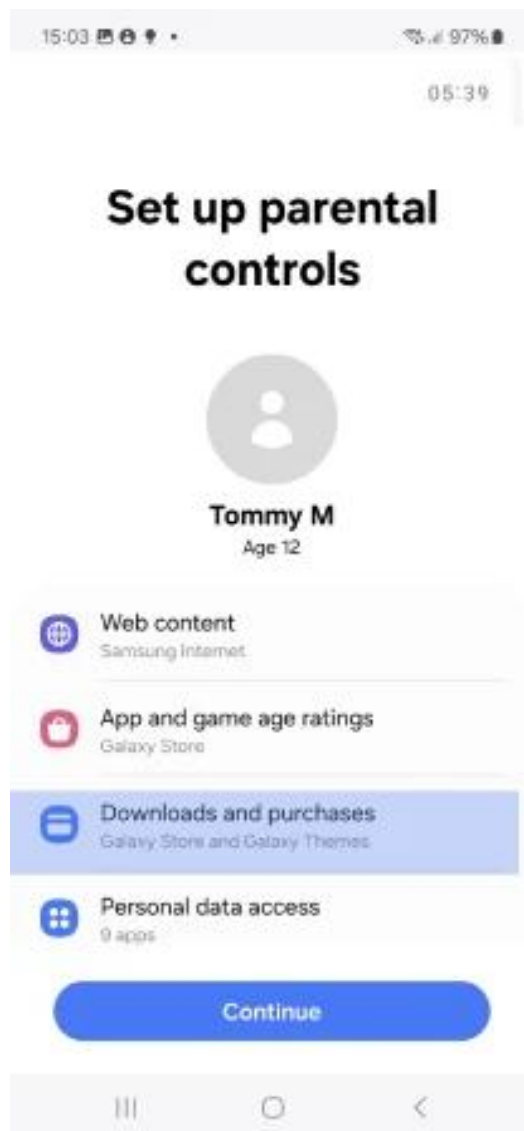 15:03
97%
05:39
Set up parental
controls
Tommy M
Age 12
Web content
Samsung Internet
App and game age ratings
Galaxy Store
Downloads and purchases
Galaxy Store and Galaxy Themes
Personal data access
9 apps
Continue